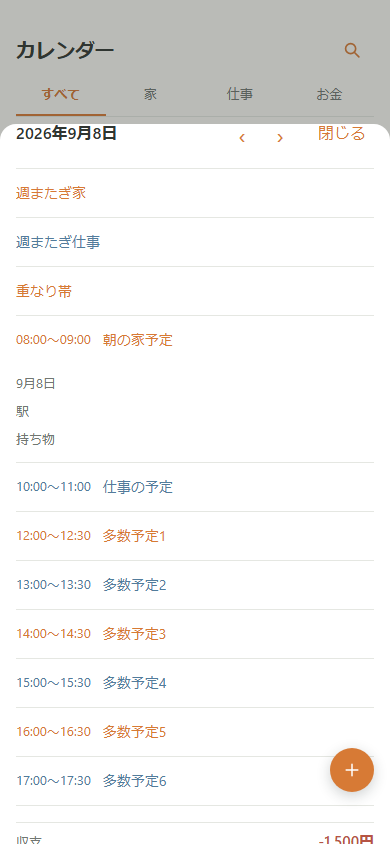 カレンダー
すべて 家 仕事 お金
2026年9月8日 ‹ › 閉じる
週またぎ家
週またぎ仕事
重なり帯
08:00〜09:00 朝の家予定
9月8日
駅
持ち物
10:00〜11:00 仕事の予定
12:00〜12:30 多数予定1
13:00〜13:30 多数予定2
14:00〜14:30 多数予定3
15:00〜15:30 多数予定4
16:00〜16:30 多数予定5
17:00〜17:30 多数予定6
収支 -1,500円